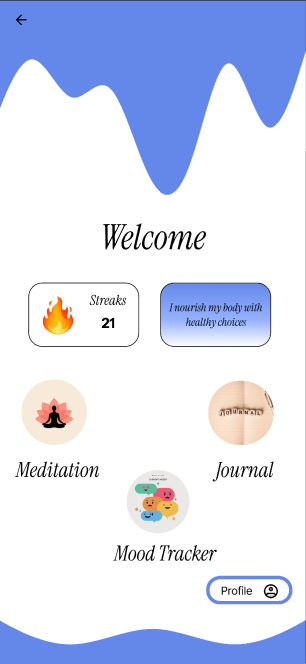 Welcome
Streaks
21
I nourish my body with
healthy choices
JOURNAL
Meditation
Journal
Mood Tracker
Profile